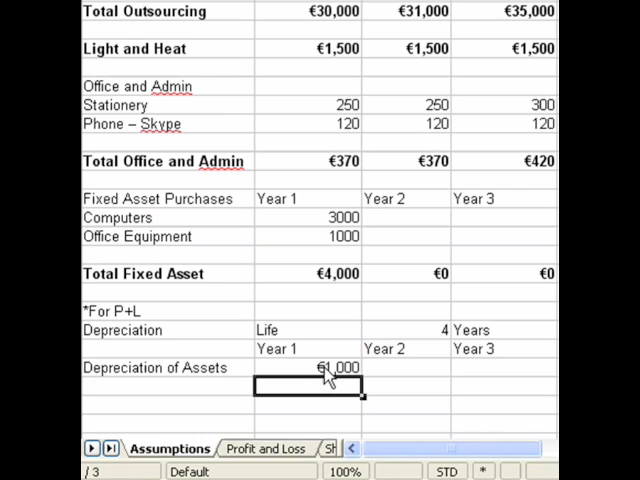 Total Outsourcing €30,000 €31,000 €35,000
Light and Heat €1,500 €1,500 €1,500
Office and Admin
Stationery 250 250 300
Phone – Skype 120 120 120
Total Office and Admin €370 €370 €420
Fixed Asset Purchases Year 1 Year 2 Year 3
Computers 3000
Office Equipment 1000
Total Fixed Asset €4,000 €0 €0
*For P+L
Depreciation Life 4 Years
Year 1 Year 2 Year 3
Depreciation of Assets €1,000
Assumptions Profit and Loss Sh
/ 3 Default 100% STD *